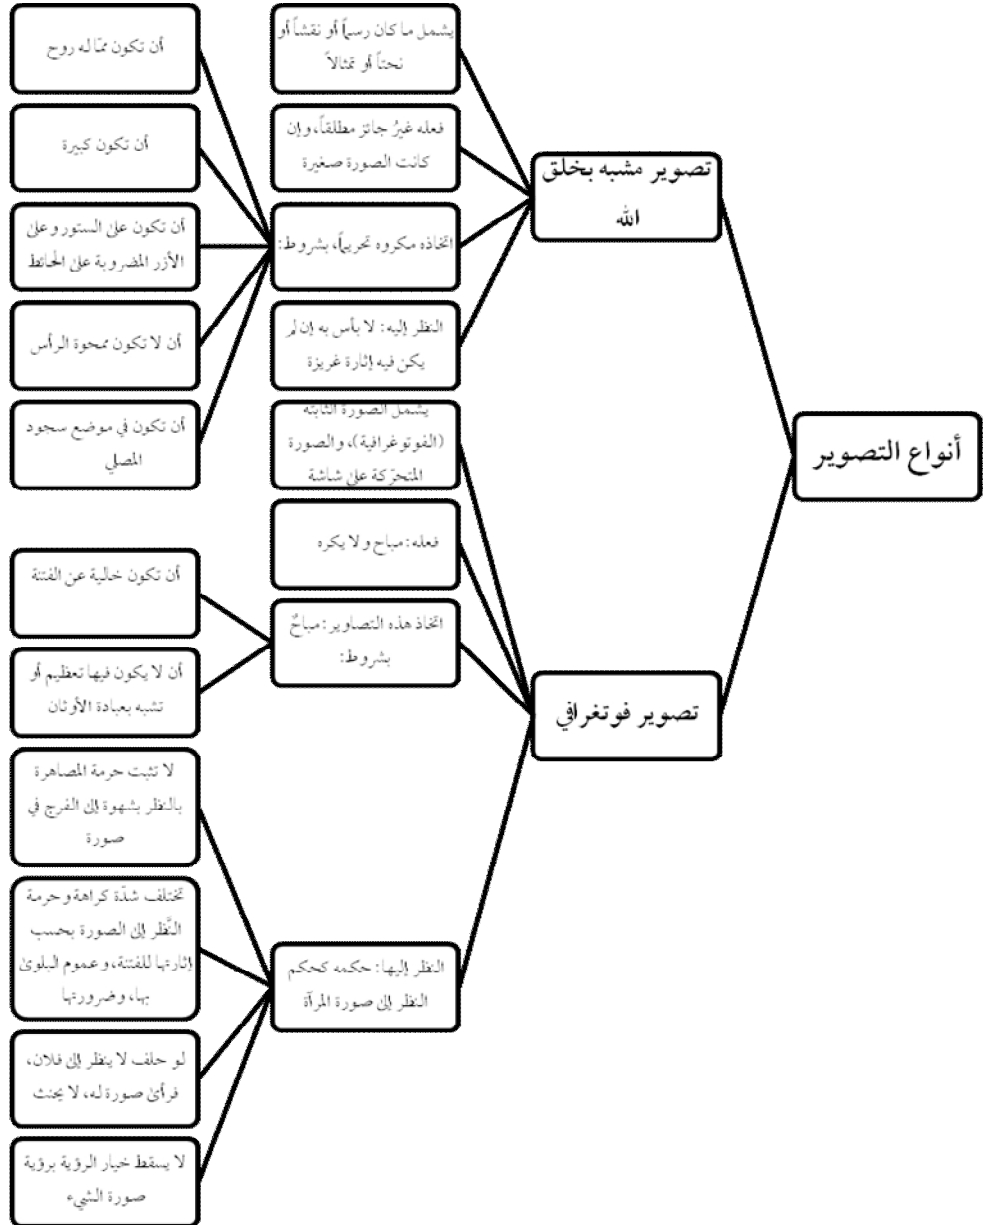 أنواع التصوير
تصوير مشبه بخلق
الله
يشمل ما كان رسماً أو نقشاً أو
نحتاً أو تمثالاً
فعله غيرُ جائز مطلقاً، وإن
كانت الصورة صغيرة
اتخاذه مكروه تحريماً، بشروط:
أن تكون ممّا له روح
أن تكون كبيرة
أن تكون على الستور وعلى
الأزر المضروبة على الحائط
أن لا تكون ممحوة الرأس
أن تكون في موضع سجود
المصلي
النظر إليه: لا بأس به إن لم
يكن فيه إثارة غريزة
تصوير فوتغرافي
يشمل الصورة الثابتة
(الفوتوغرافية)، والصورة
المتحرّكة على شاشة
فعله: مباح ولا يكره
اتخاذ هذه التصاوير: مباحٌ
بشروط:
أن تكون خالية عن الفتنة
أن لا يكون فيها تعظيم أو
تشبه بعبادة الأوثان
النظر إليها: حكمه كحكم
النظر إلى صورة المرآة
لا تثبت حرمة المصاهرة
بالنظر بشهوة إلى الفرج في
صورة
تختلف شدّة كراهة وحرمة
النَّظر إلى الصورة بحسب
إثارتها للفتنة، وعموم البلوى
بها، وضرورتها
لو حلف لا ينظر إلى فلان،
فرأى صورة له، لا يحنث
لا يسقط خيار الرؤية برؤية
صورة الشيء